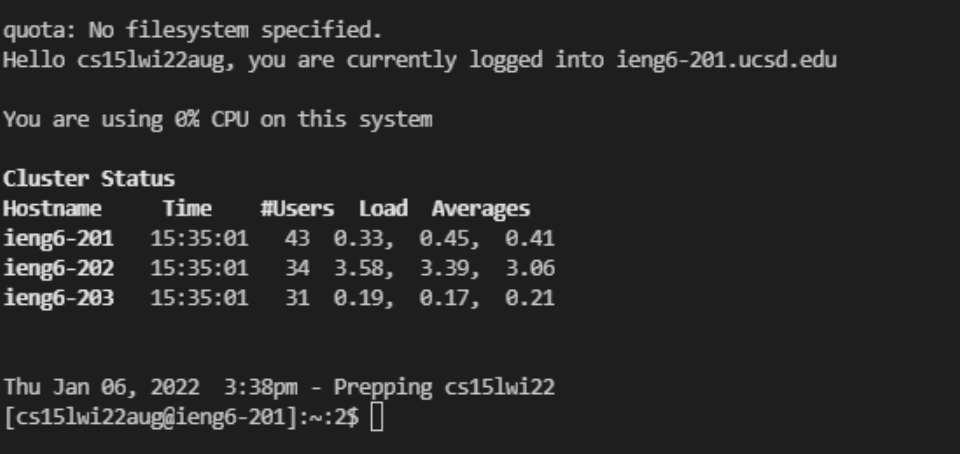 quota: No filesystem specified.
Hello cs15lwi22aug, you are currently logged into ieng6-201.ucsd.edu
You are using 0% CPU on this system
Cluster Status
Hostname     Time    #Users  Load  Averages
ieng6-201   15:35:01   43  0.33,  0.45,  0.41
ieng6-202   15:35:01   34  3.58,  3.39,  3.06
ieng6-203   15:35:01   31  0.19,  0.17,  0.21
Thu Jan 06, 2022  3:38pm - Prepping cs15lwi22
[cs15lwi22aug@ieng6-201]:~:2$